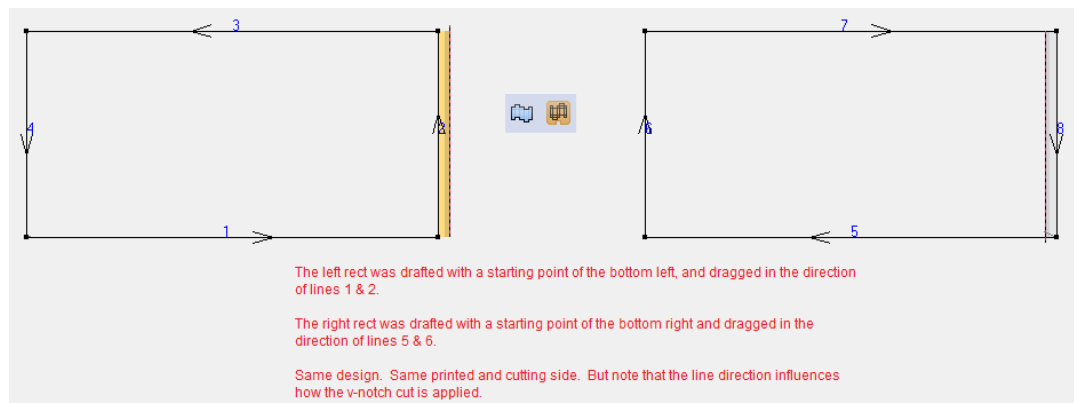 3
7
4
2
6
8
1
5
The left rect was drafted with a starting point of the bottom left, and dragged in the direction
of lines 1 & 2.
The right rect was drafted with a starting point of the bottom right and dragged in the
direction of lines 5 & 6.
Same design. Same printed and cutting side. But note that the line direction influences
how the v-notch cut is applied.